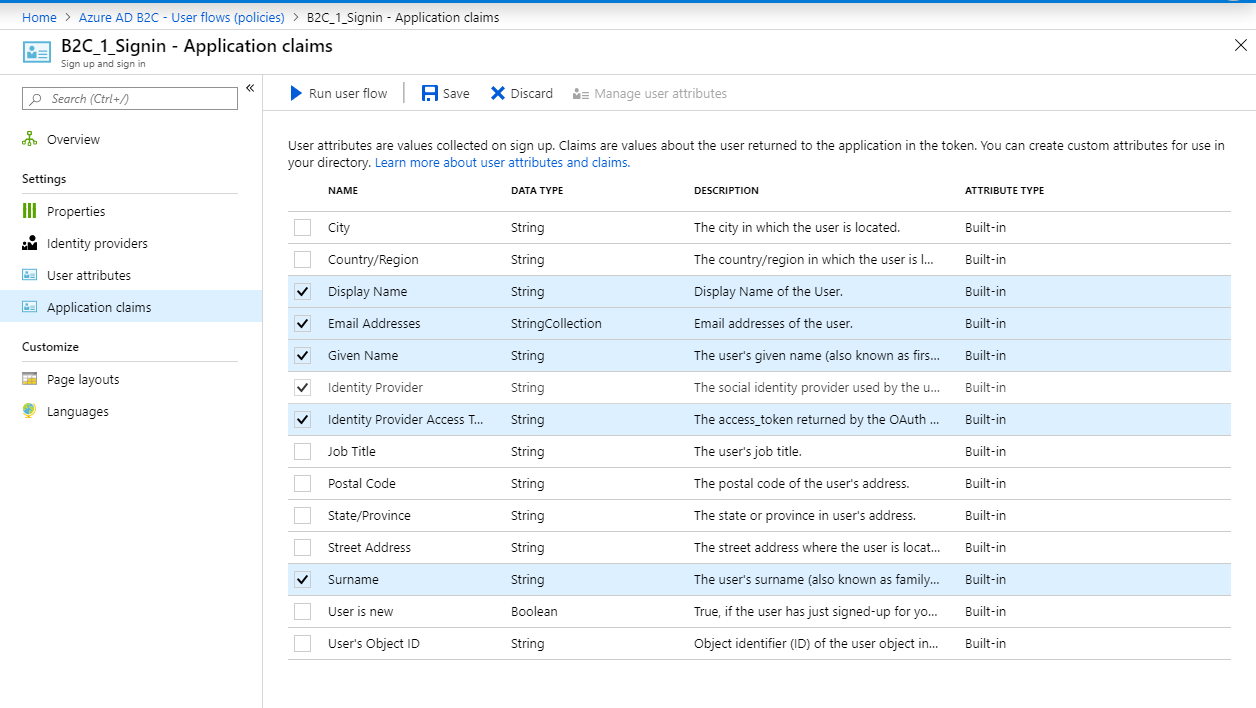 Home > Azure AD B2C - User flows (policies) > B2C_1_Signin - Application claims
B2C_1_Signin - Application claims
Sign up and sign in
Search (Ctrl+/)
Overview
Settings
Properties
Identity providers
User attributes
Application claims
Customize
Page layouts
Languages
Run user flow Save Discard Manage user attributes
User attributes are values collected on sign up. Claims are values about the user returned to the application in the token. You can create custom attributes for use in
your directory. Learn more about user attributes and claims.
NAME DATA TYPE DESCRIPTION ATTRIBUTE TYPE
City String The city in which the user is located. Built-in
Country/Region String The country/region in which the user is l... Built-in
Display Name String Display Name of the User. Built-in
Email Addresses StringCollection Email addresses of the user. Built-in
Given Name String The user's given name (also known as firs... Built-in
Identity Provider String The social identity provider used by the u... Built-in
Identity Provider Access T... String The access_token returned by the OAuth ... Built-in
Job Title String The user's job title. Built-in
Postal Code String The postal code of the user's address. Built-in
State/Province String The state or province in user's address. Built-in
Street Address String The street address where the user is locat... Built-in
Surname String The user's surname (also known as family... Built-in
User is new Boolean True, if the user has just signed-up for yo... Built-in
User's Object ID String Object identifier (ID) of the user object in... Built-in